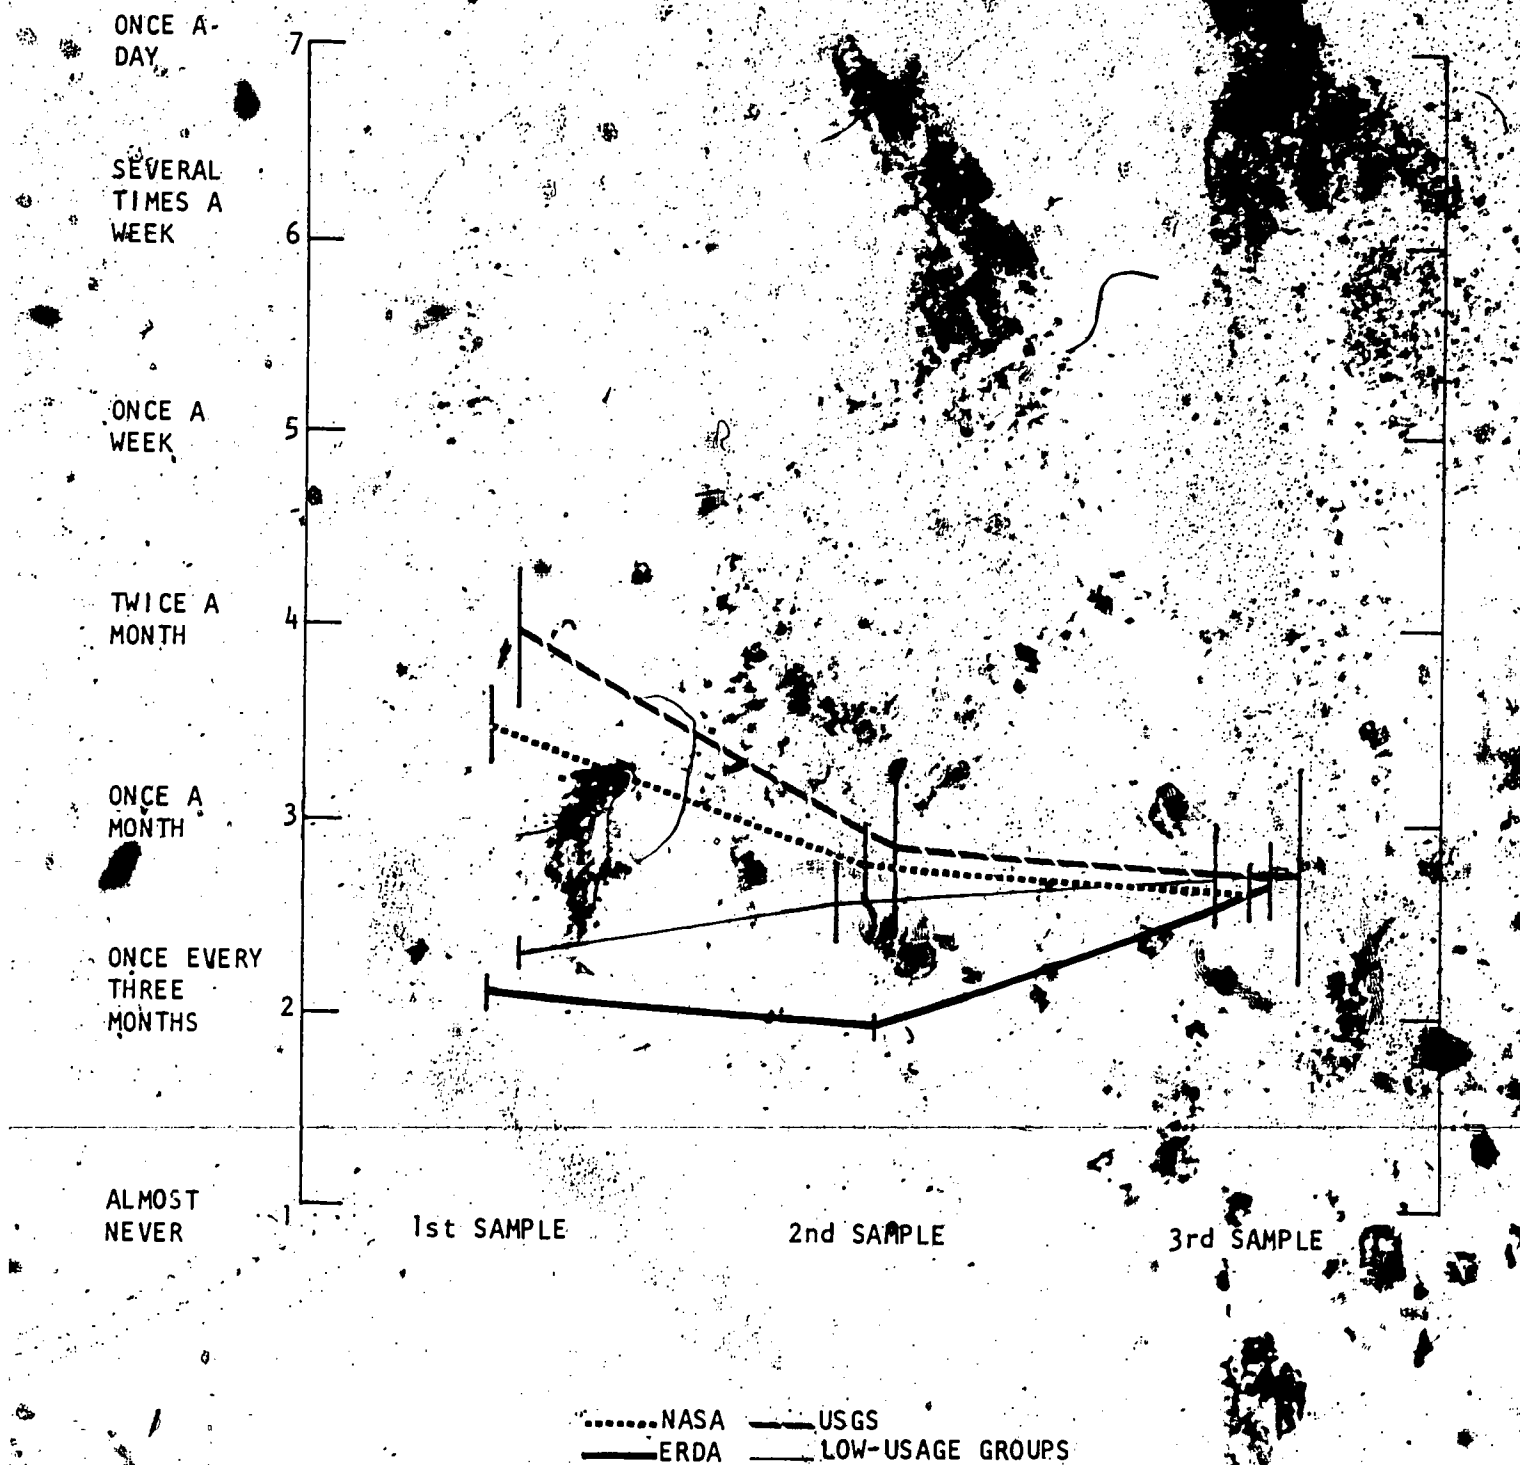 ONCE A-
DAY
7
SEVERAL
TIMES A
WEEK
6
ONCE A
WEEK
5
TWICE A
MONTH
4
ONCE A
MONTH
3
ONCE EVERY
THREE
MONTHS
2
ALMOST
NEVER
1
1st SAMPLE 2nd SAMPLE 3rd SAMPLE
NASA USGS
ERDA LOW-USAGE GROUPS